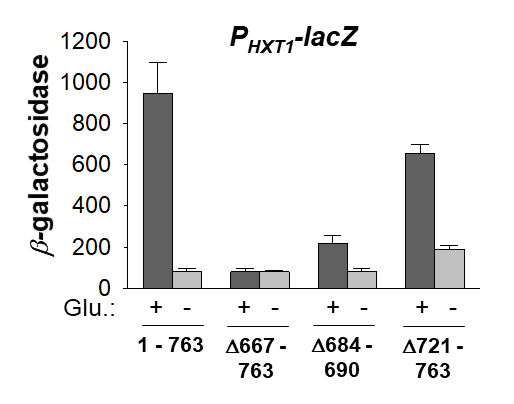 P_HXT1-lacZ
β-galactosidase
1200
1000
800
600
400
200
0
Glu.: + - + - + - + -
1 - 763 Δ667 - Δ684 - Δ721 -
763 690 763